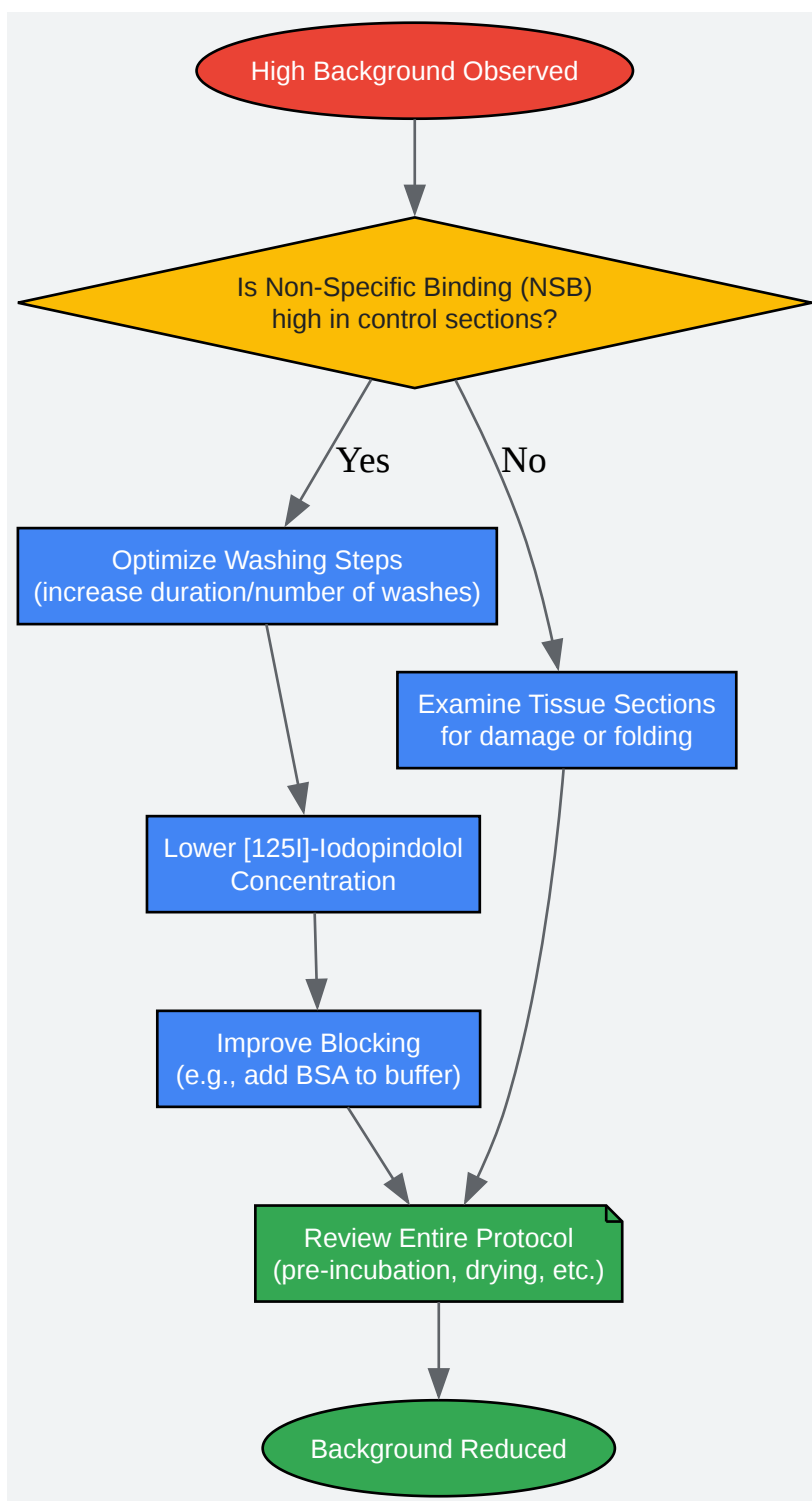 High Background Observed
Is Non-Specific Binding (NSB)
high in control sections?
Yes
No
Optimize Washing Steps
(increase duration/number of washes)
Examine Tissue Sections
for damage or folding
Lower [125I]-Iodopindolol
Concentration
Improve Blocking
(e.g., add BSA to buffer)
Review Entire Protocol
(pre-incubation, drying, etc.)
Background Reduced